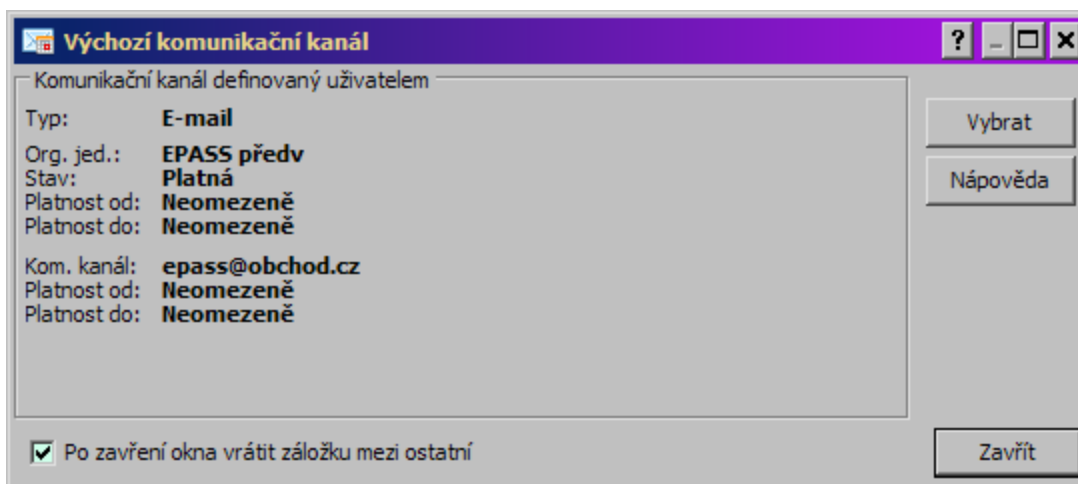 Výchozí komunikační kanál
?
Komunikační kanál definovaný uživatelem
Typ: E-mail
Vybrat
Org. jed.: EPASS předv
Stav: Platná
Nápověda
Platnost od: Neomezeně
Platnost do: Neomezeně
Kom. kanál: epass@obchod.cz
Platnost od: Neomezeně
Platnost do: Neomezeně
Po zavření okna vrátit záložku mezi ostatní
Zavřít